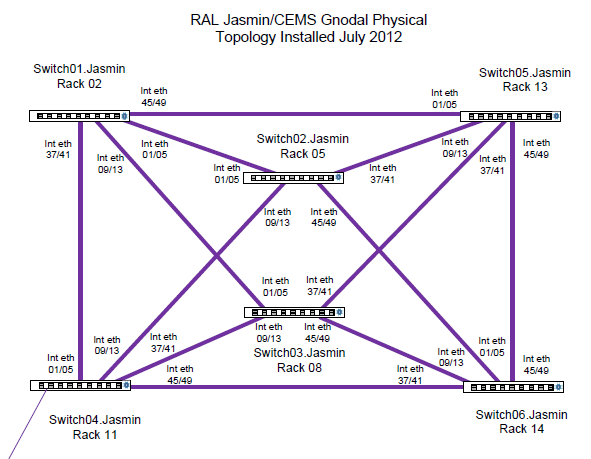 RAL Jasmin/CEMS Gnodal Physical
Topology Installed July 2012
Switch01.Jasmin
Rack 02
Switch05.Jasmin
Rack 13
Int eth
45/49
Int eth
01/05
Switch02.Jasmin
Rack 05
Int eth
37/41
Int eth
09/13
Int eth
01/05
Int eth
01/05
Int eth
37/41
Int eth
09/13
Int eth
37/41
Int eth
45/49
Int eth
09/13
Int eth
45/49
Int eth
01/05
Int eth
37/41
Int eth
09/13
Int eth
45/49
Switch03.Jasmin
Rack 08
Int eth
01/05
Int eth
09/13
Int eth
37/41
Int eth
45/49
Int eth
37/41
Int eth
09/13
Int eth
01/05
Int eth
45/49
Switch04.Jasmin
Rack 11
Switch06.Jasmin
Rack 14